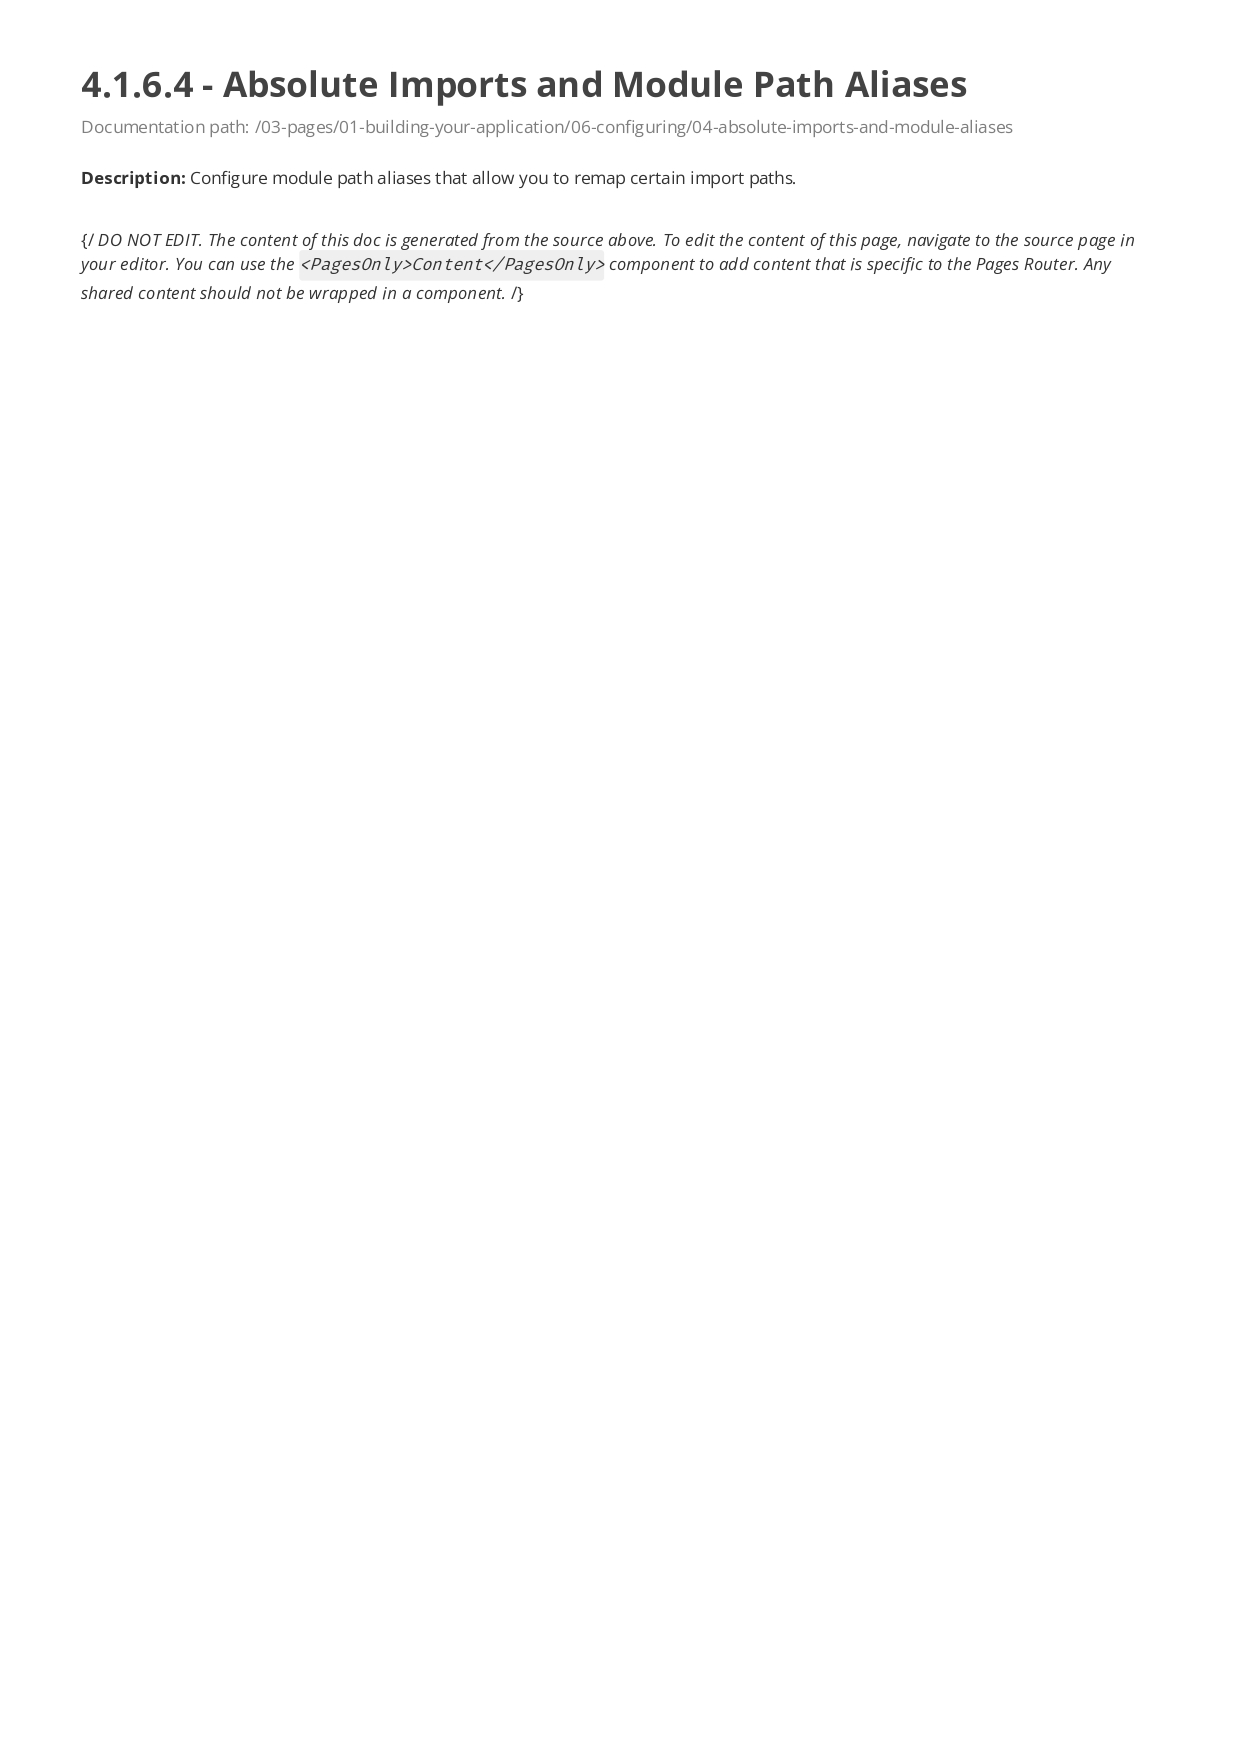 4.1.6.4 - Absolute Imports and Module Path Aliases
Documentation path: /03-pages/01-building-your-application/06-configuring/04-absolute-imports-and-module-aliases
Description: Configure module path aliases that allow you to remap certain import paths.
{/ DO NOT EDIT. The content of this doc is generated from the source above. To edit the content of this page, navigate to the source page in
your editor. You can use the <PagesOnly>Content</PagesOnly> component to add content that is specific to the Pages Router. Any
shared content should not be wrapped in a component. /}